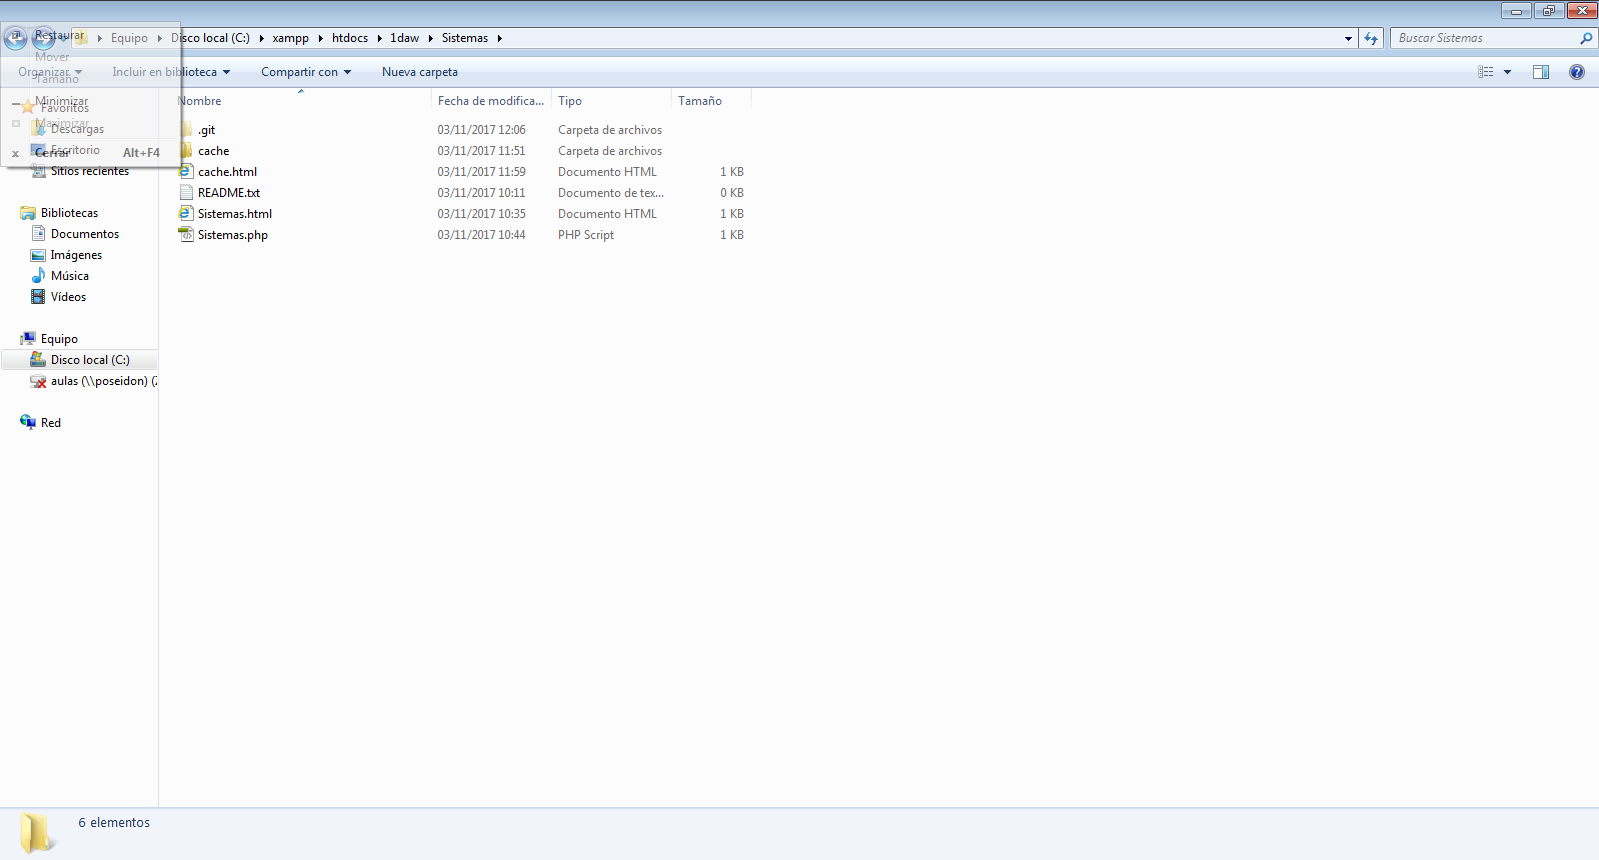 Restaurar
Mover
Tamaño
Minimizar
Maximizar
x Cerrar Alt+F4
Equipo Disco local (C:) xampp htdocs 1daw Sistemas
Buscar Sistemas
Organizar Incluir en biblioteca Compartir con Nueva carpeta
Favoritos
Descargas
Escritorio
Sitios recientes
Bibliotecas
Documentos
Imágenes
Música
Vídeos
Equipo
Disco local (C:)
aulas (\\poseidon) (
Red
Nombre Fecha de modifica... Tipo Tamaño
.git 03/11/2017 12:06 Carpeta de archivos
cache 03/11/2017 11:51 Carpeta de archivos
cache.html 03/11/2017 11:59 Documento HTML 1 KB
README.txt 03/11/2017 10:11 Documento de tex... 0 KB
Sistemas.html 03/11/2017 10:35 Documento HTML 1 KB
Sistemas.php 03/11/2017 10:44 PHP Script 1 KB
6 elementos